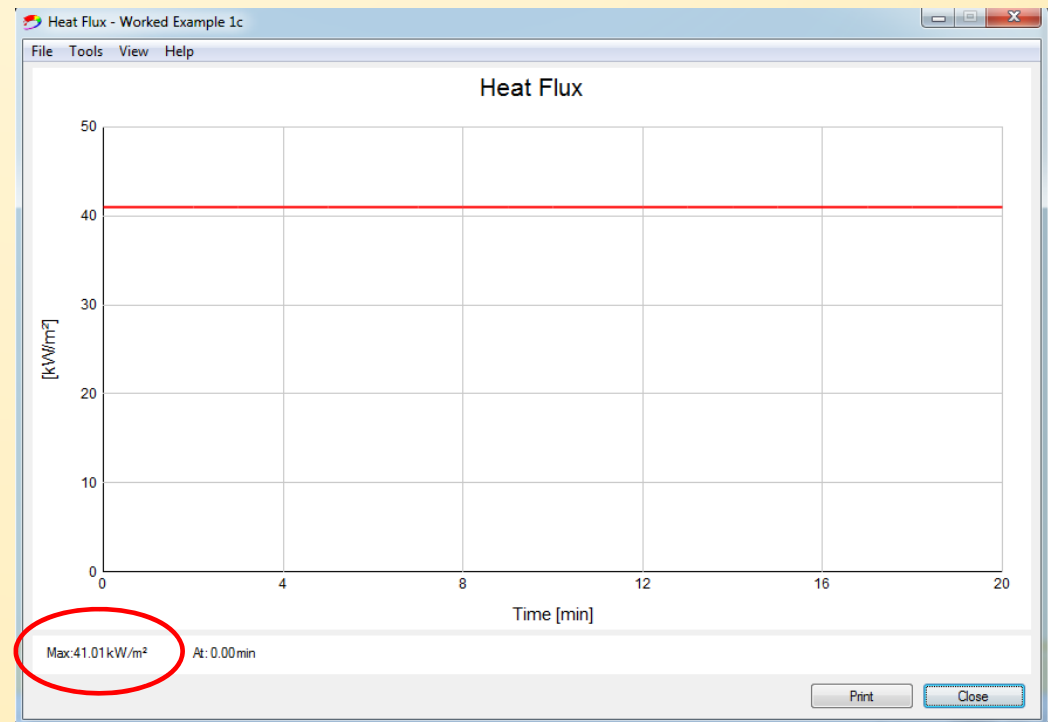 Heat Flux - Worked Example 1c
File Tools View Help
Heat Flux
50
40
30
20
10
0
[kW/m²]
0 4 8 12 16 20
Time [min]
Max:41.01kW/m² At: 0.00min
Print Close